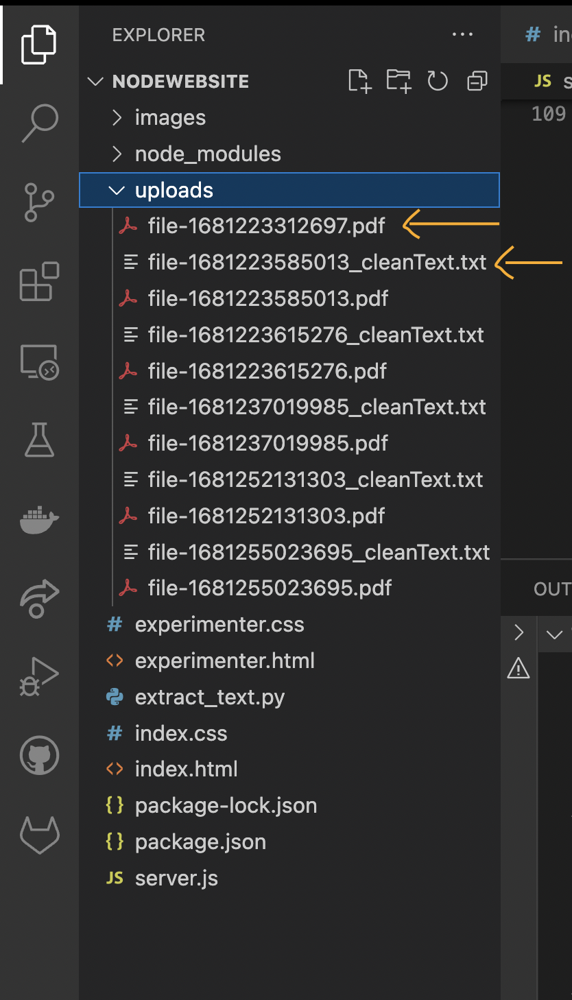 EXPLORER
NODEWEBSITE
images
node_modules
uploads
file-1681223312697.pdf
file-1681223585013_cleanText.txt
file-1681223585013.pdf
file-1681223615276_cleanText.txt
file-1681223615276.pdf
file-1681237019985_cleanText.txt
file-1681237019985.pdf
file-1681252131303_cleanText.txt
file-1681252131303.pdf
file-1681255023695_cleanText.txt
file-1681255023695.pdf
# experimenter.css
<> experimenter.html
extract_text.py
# index.css
<> index.html
{} package-lock.json
{} package.json
JS server.js
# in
JS s
109
OUT